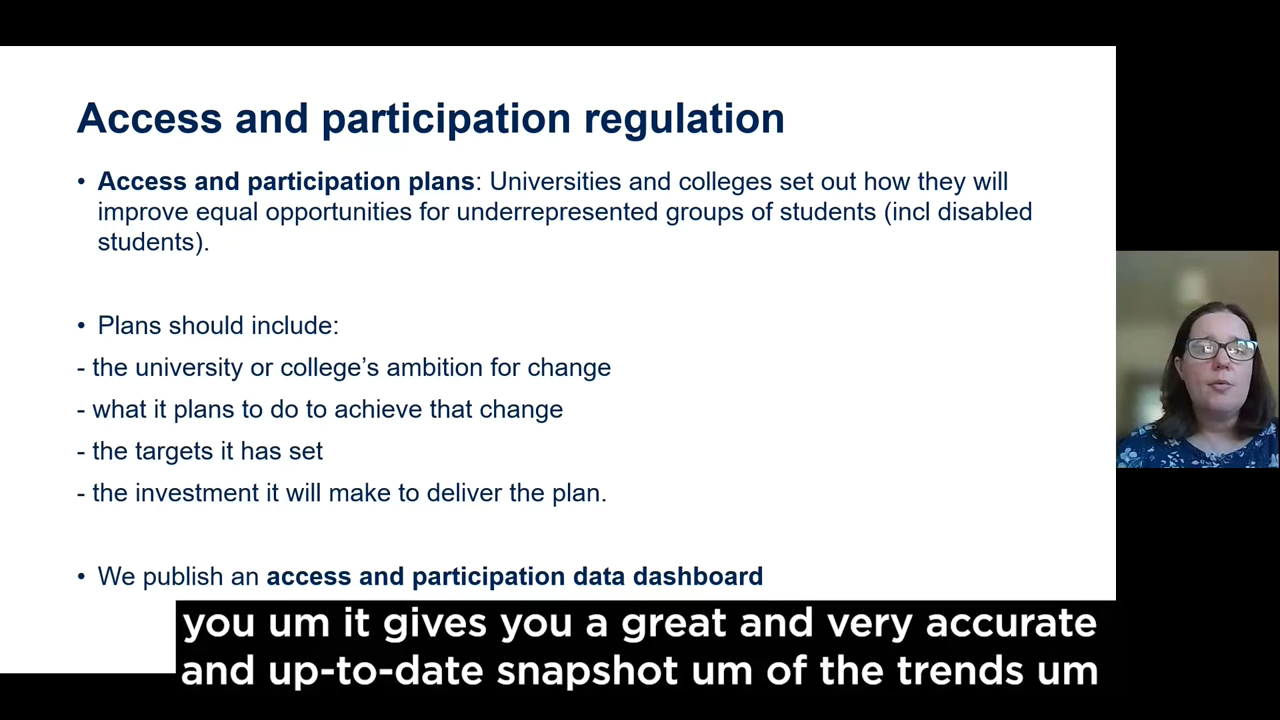 Access and participation regulation
• Access and participation plans: Universities and colleges set out how they will
improve equal opportunities for underrepresented groups of students (incl disabled
students).
• Plans should include:
- the university or college’s ambition for change
- what it plans to do to achieve that change
- the targets it has set
- the investment it will make to deliver the plan.
• We publish an access and participation data dashboard
you um it gives you a great and very accurate
and up-to-date snapshot um of the trends um